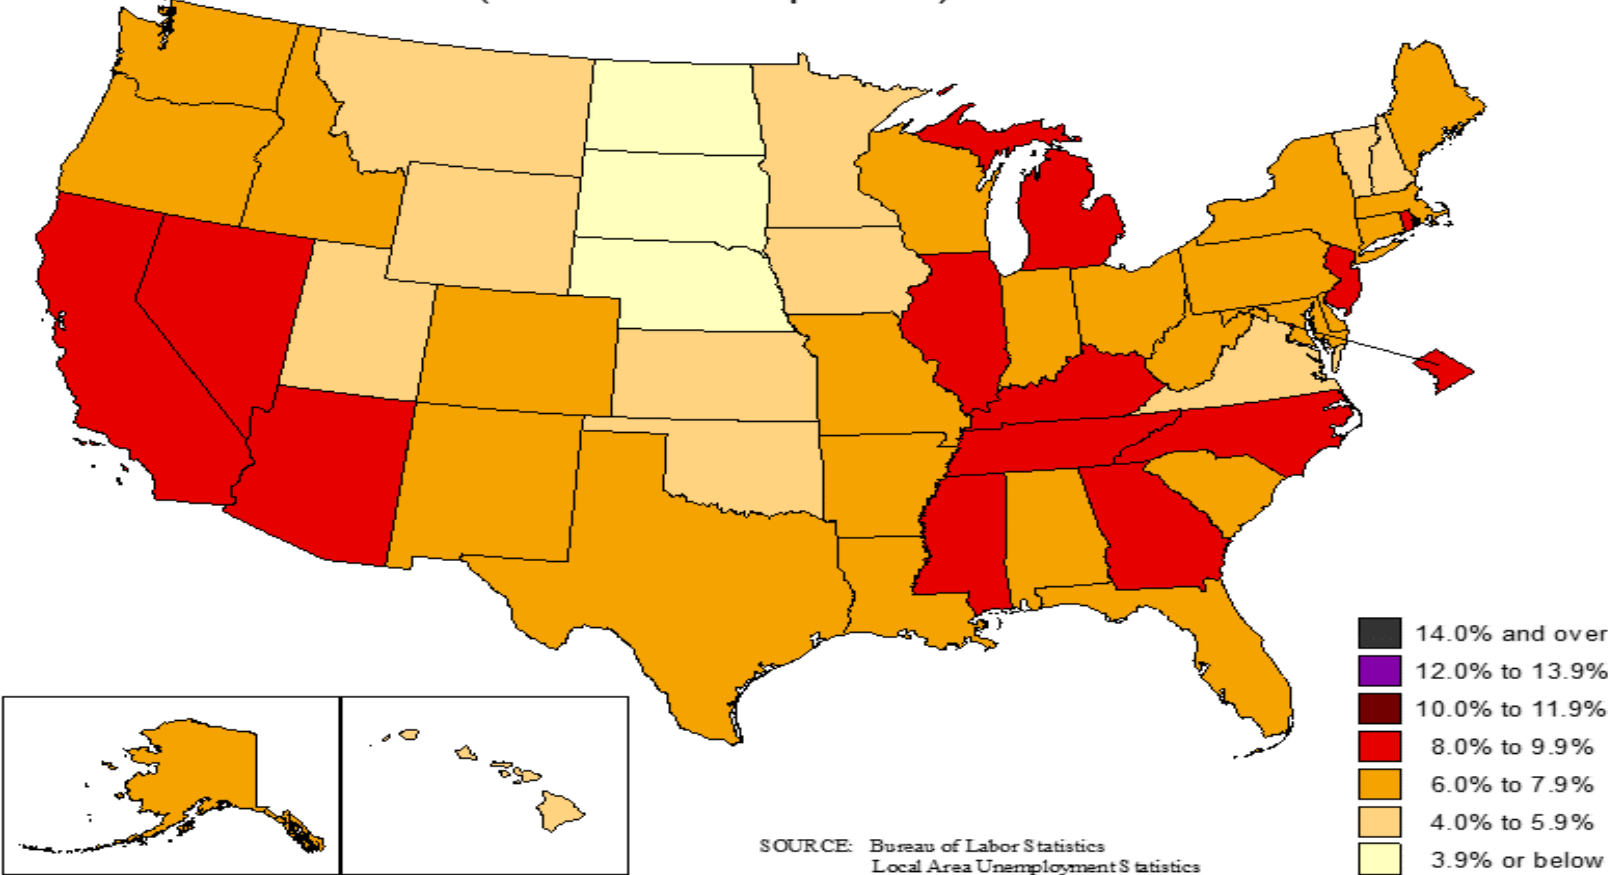 14.0% and over
12.0% to 13.9%
10.0% to 11.9%
8.0% to 9.9%
6.0% to 7.9%
4.0% to 5.9%
3.9% or below
SOURCE: Bureau of Labor Statistics
Local Area Unemployment Statistics